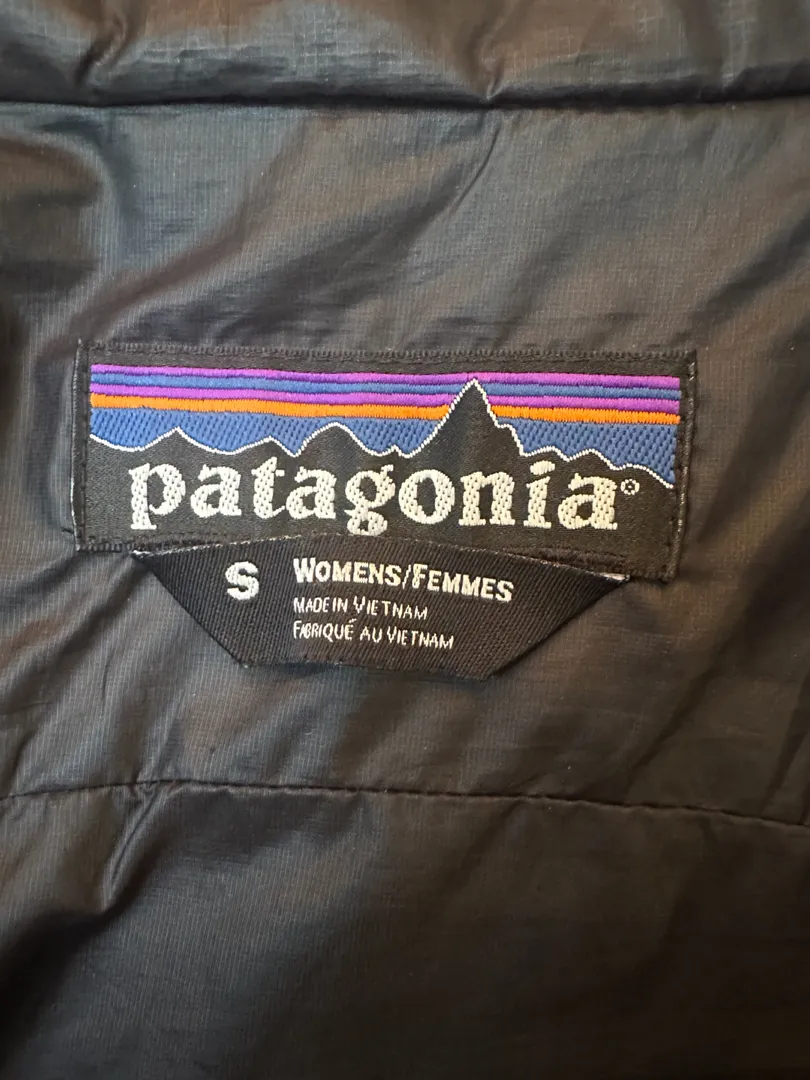 patagonia®
S WOMENS/FEMMES
MADE IN VIETNAM
FABRIQUÉ AU VIETNAM